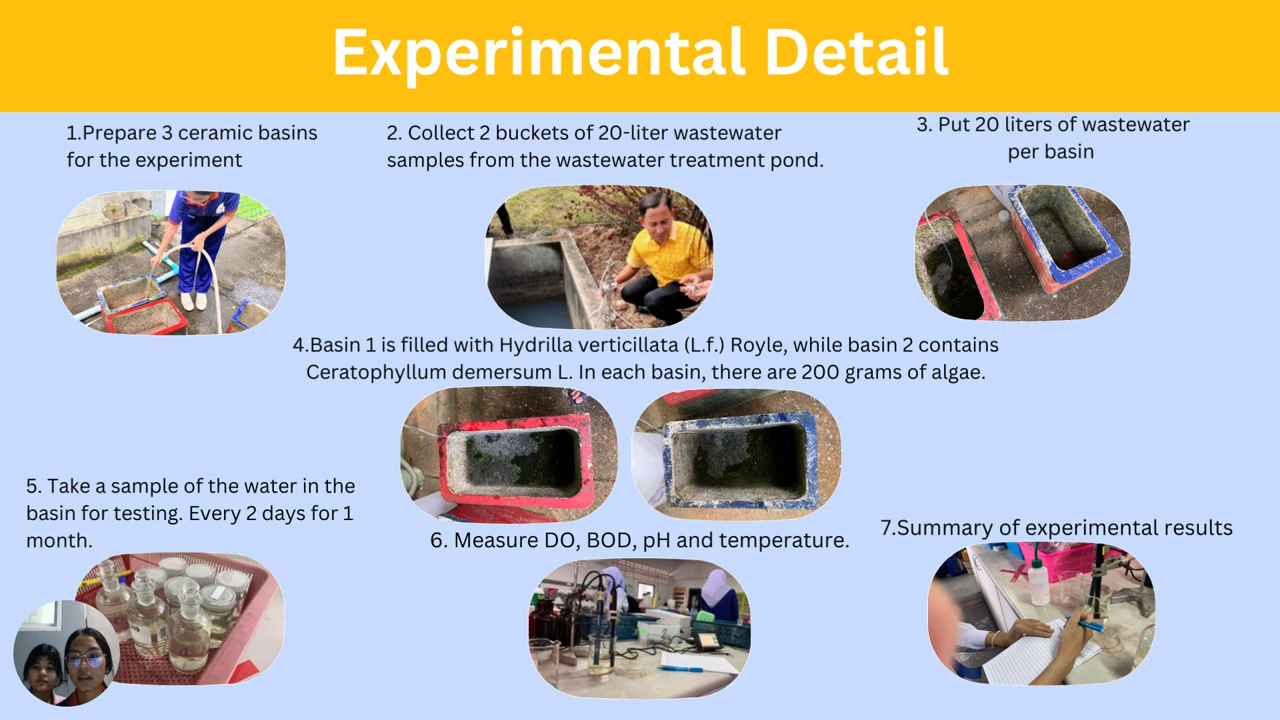 Experimental Detail
1.Prepare 3 ceramic basins
for the experiment
2. Collect 2 buckets of 20-liter wastewater
samples from the wastewater treatment pond.
3. Put 20 liters of wastewater
per basin
4.Basin 1 is filled with Hydrilla verticillata (L.f.) Royle, while basin 2 contains
Ceratophyllum demersum L. In each basin, there are 200 grams of algae.
5. Take a sample of the water in the
basin for testing. Every 2 days for 1
month.
6. Measure DO, BOD, pH and temperature.
7.Summary of experimental results